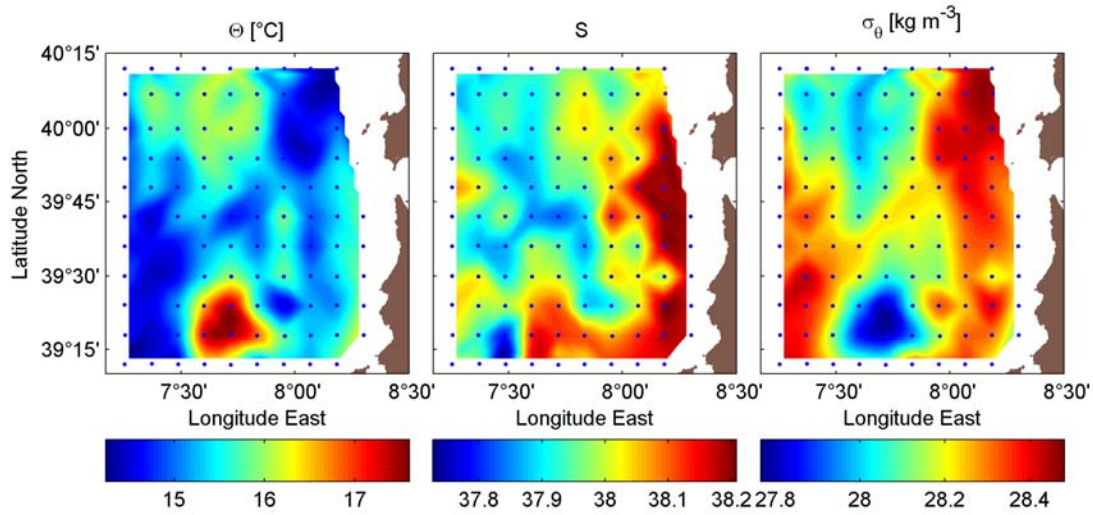 Θ [°C] S σθ [kg m-3]
40°15'
40°00'
39°45'
39°30'
39°15'
Latitude North
7°30' 8°00' 8°30' 7°30' 8°00' 8°30' 7°30' 8°00' 8°30'
Longitude East Longitude East Longitude East
15 16 17 37.8 37.9 38 38.1 38.2 27.8 28 28.2 28.4